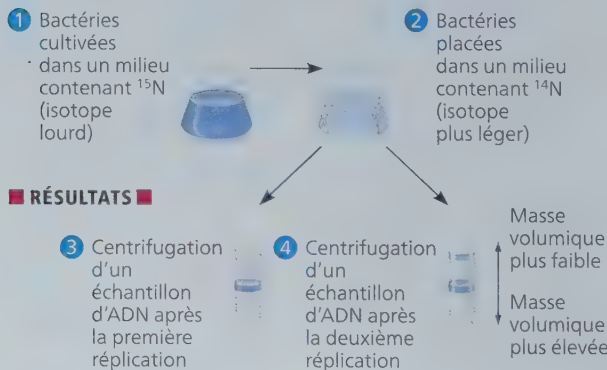 1 Bactéries
cultivées
dans un milieu
contenant ¹⁵N
(isotope
lourd)
2 Bactéries
placées
dans un milieu
contenant ¹⁴N
(isotope
plus léger)
RÉSULTATS
3 Centrifugation
d'un
échantillon
d'ADN après
la première
réplication
4 Centrifugation
d'un
échantillon
d'ADN après
la deuxième
réplication
Masse
volumique
plus faible
Masse
volumique
plus élevée